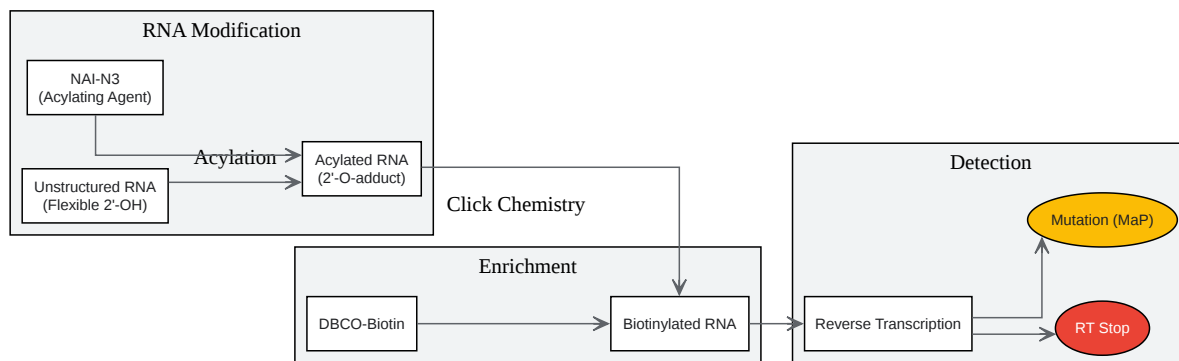 RNA Modification
NAI-N3
(Acylating Agent)
Acylation
Acylated RNA
(2'-O-adduct)
Unstructured RNA
(Flexible 2'-OH)
Click Chemistry
Enrichment
DBCO-Biotin
Biotinylated RNA
Detection
Mutation (MaP)
Reverse Transcription
RT Stop